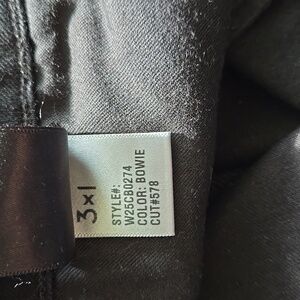 3x1
STYLE#:
W25CB0274
COLOR: BOWIE
CUT#578